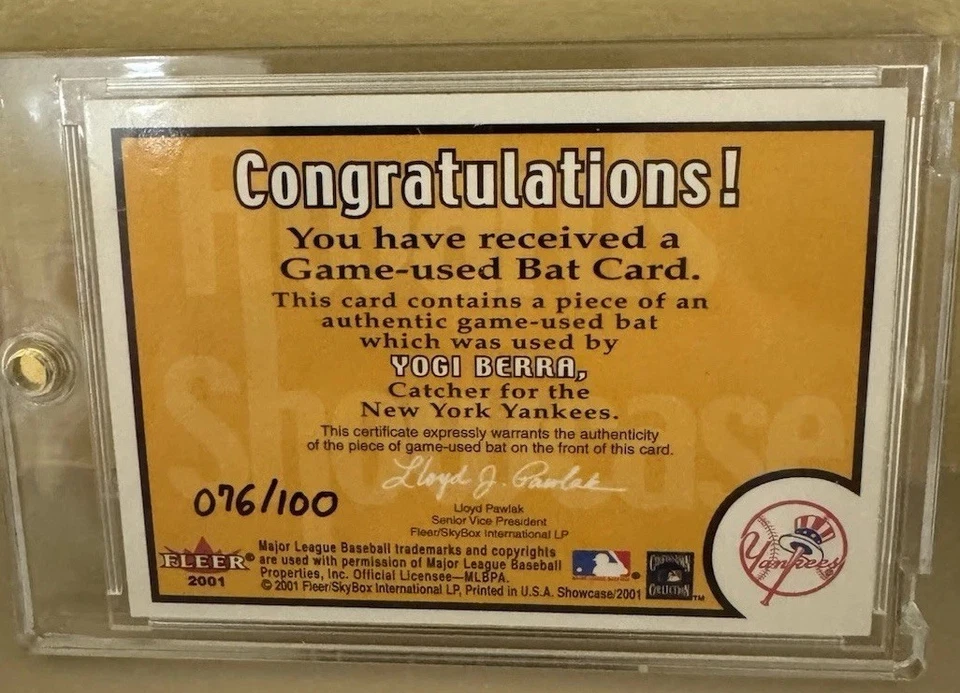 Congratulations!
You have received a
Game-used Bat Card.
This card contains a piece of an
authentic game-used bat
which was used by
YOGI BERRA,
Catcher for the
New York Yankees.
This certificate expressly warrants the authenticity
of the piece of game-used bat on the front of this card.
Lloyd J. Pawlak
076/100
Lloyd Pawlak
Senior Vice President
Fleer/SkyBox International LP
FLEER®
2001
Major League Baseball trademarks and copyrights
are used with permission of Major League Baseball
Properties, Inc. Official Licensee—MLBPA.
© 2001 Fleer/SkyBox International LP, Printed in U.S.A. Showcase/2001
COOPERSTOWN
COLLECTION
TM
Yankees
Showcase